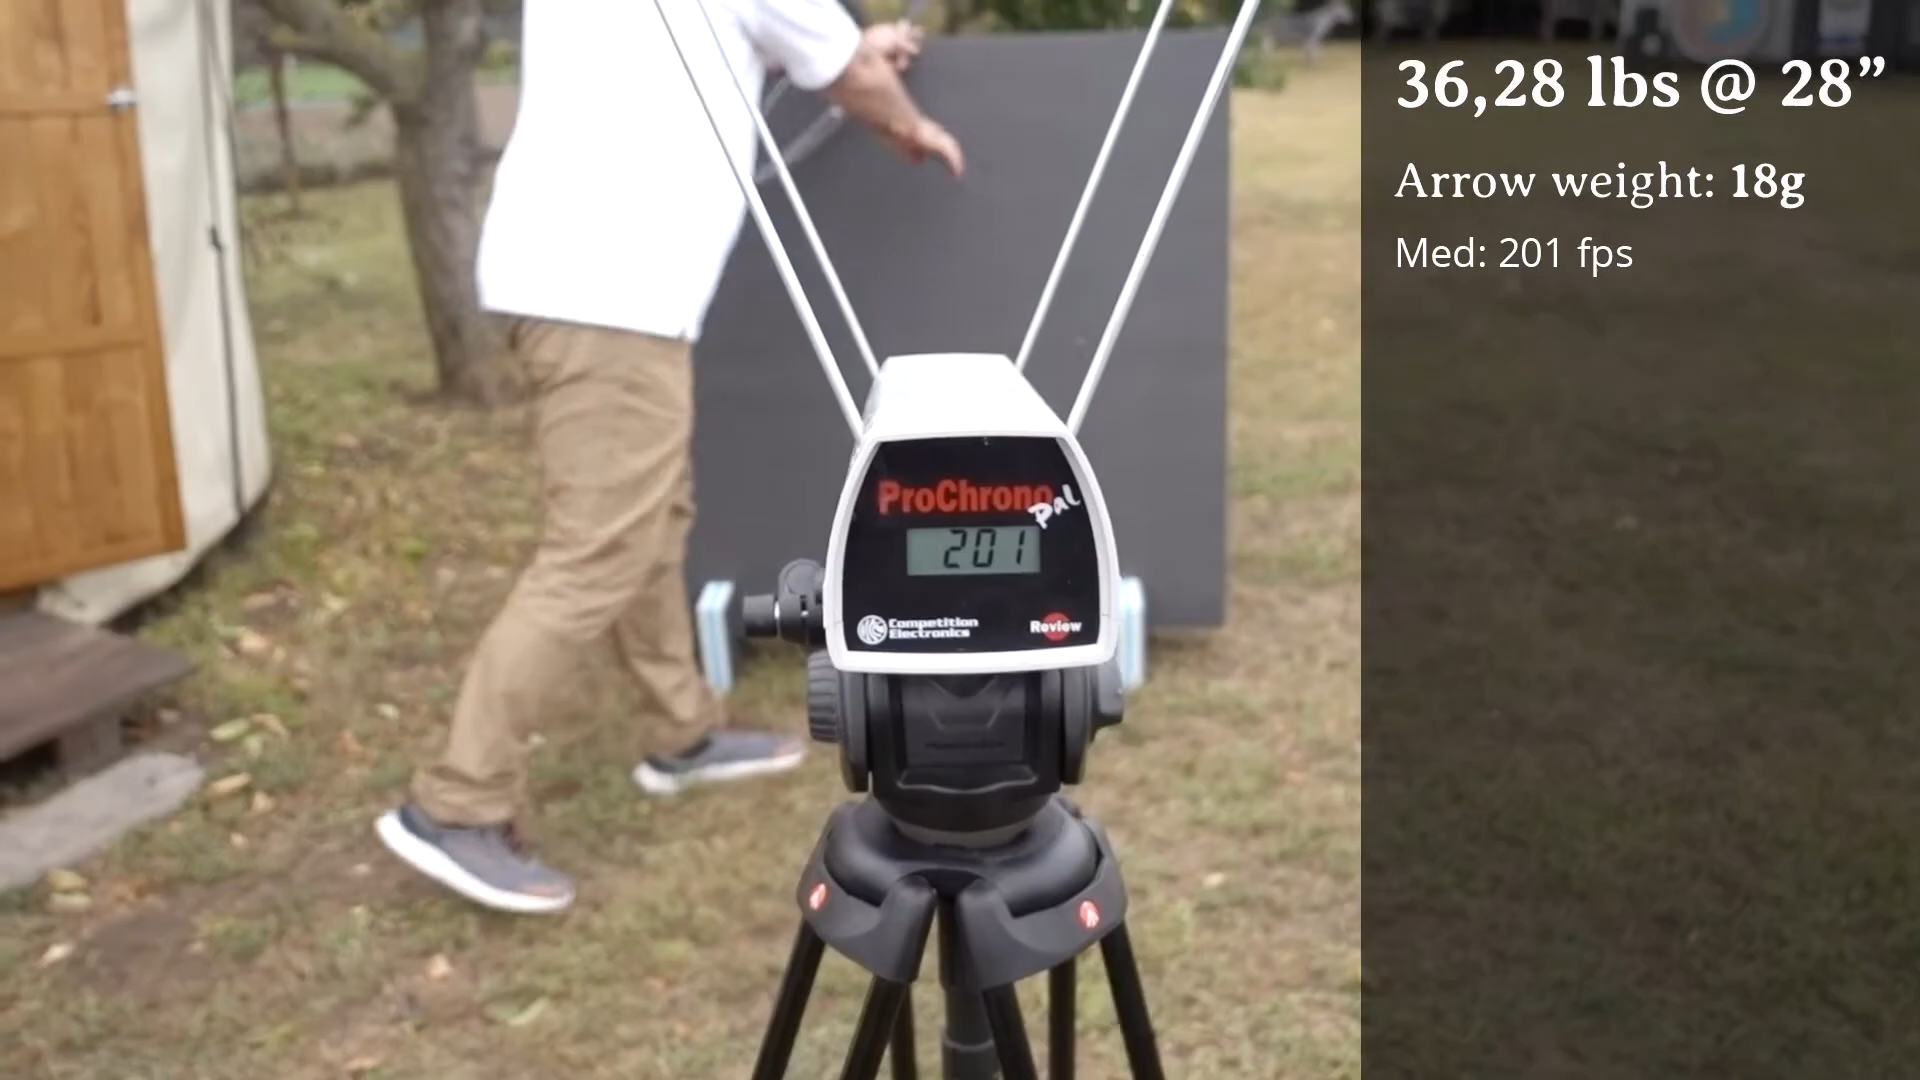 36,28 lbs @ 28”
Arrow weight: 18g
Med: 201 fps
ProChrono
Pal
201
Competition
Electronics
Review